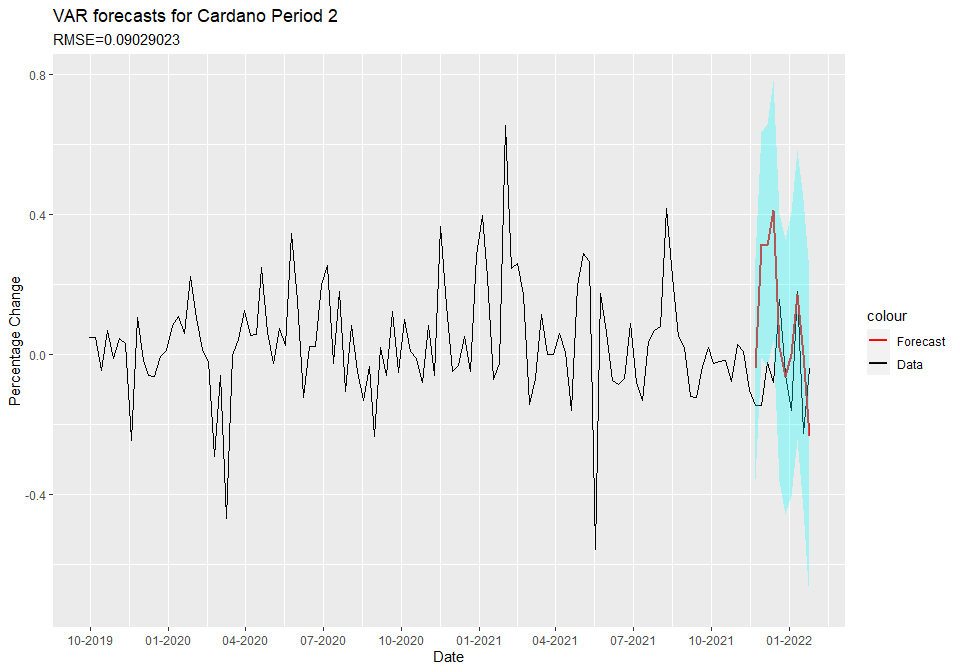 VAR forecasts for Cardano Period 2
RMSE=0.09029023
0.8
0.4
0.0
-0.4
Percentage Change
10-2019 01-2020 04-2020 07-2020 10-2020 01-2021 04-2021 07-2021 10-2021 01-2022
Date
colour
Forecast
Data